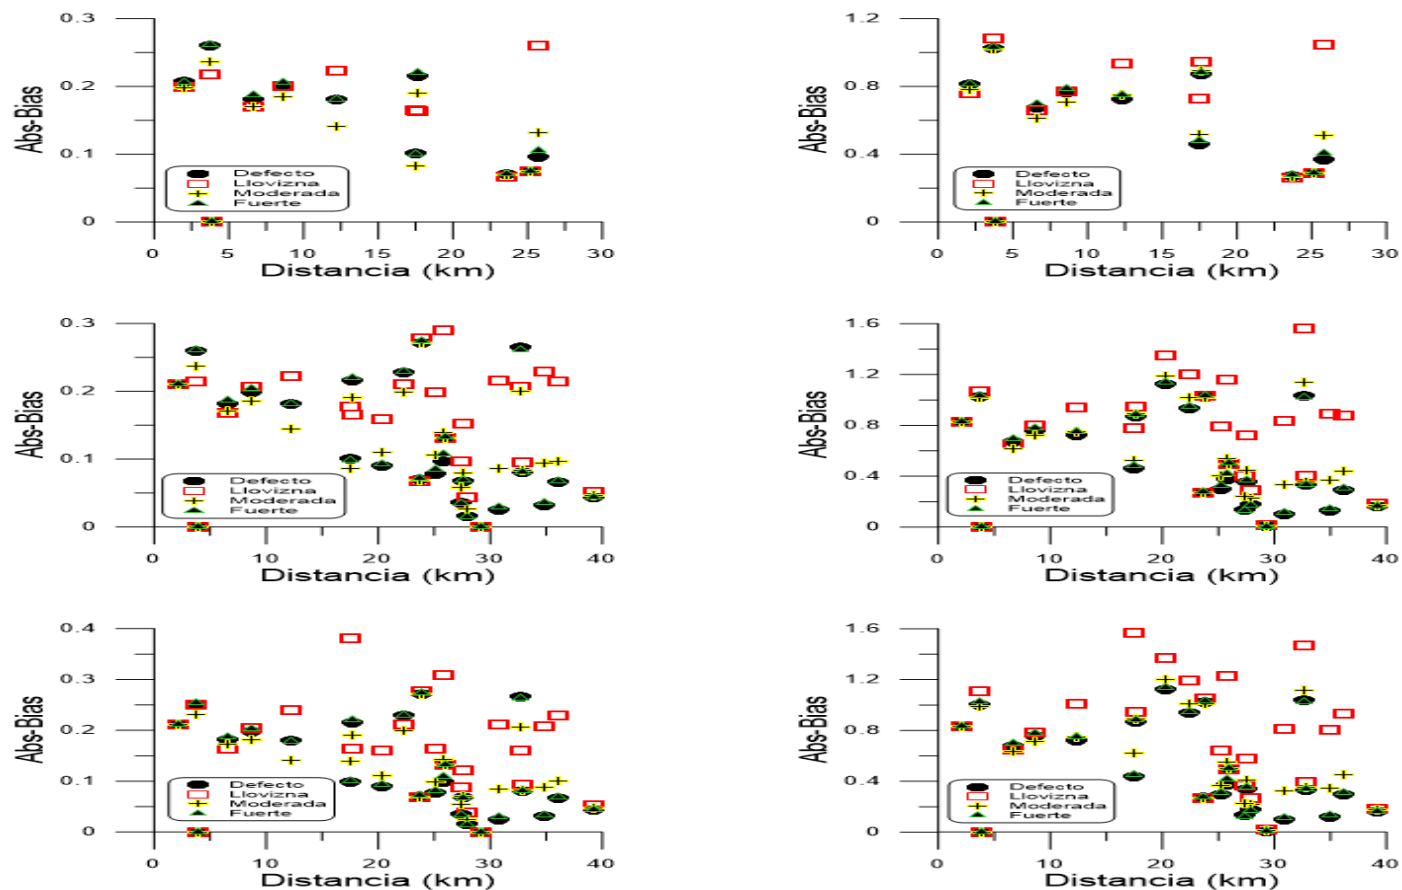 0.3
0.2
0.1
0
Abs-Bias
Defecto
Llovizna
Moderada
Fuerte
0 5 10 15 20 25 30
Distancia (km)
1.2
0.8
0.4
0
Abs-Bias
Defecto
Llovizna
Moderada
Fuerte
0 5 10 15 20 25 30
Distancia (km)
0.3
0.2
0.1
0
Abs-Bias
Defecto
Llovizna
Moderada
Fuerte
0 10 20 30 40
Distancia (km)
1.6
1.2
0.8
0.4
0
Abs-Bias
Defecto
Llovizna
Moderada
Fuerte
0 10 20 30 40
Distancia (km)
0.4
0.3
0.2
0.1
0
Abs-Bias
Defecto
Llovizna
Moderada
Fuerte
0 10 20 30 40
Distancia (km)
1.6
1.2
0.8
0.4
0
Abs-Bias
Defecto
Llovizna
Moderada
Fuerte
0 10 20 30 40
Distancia (km)